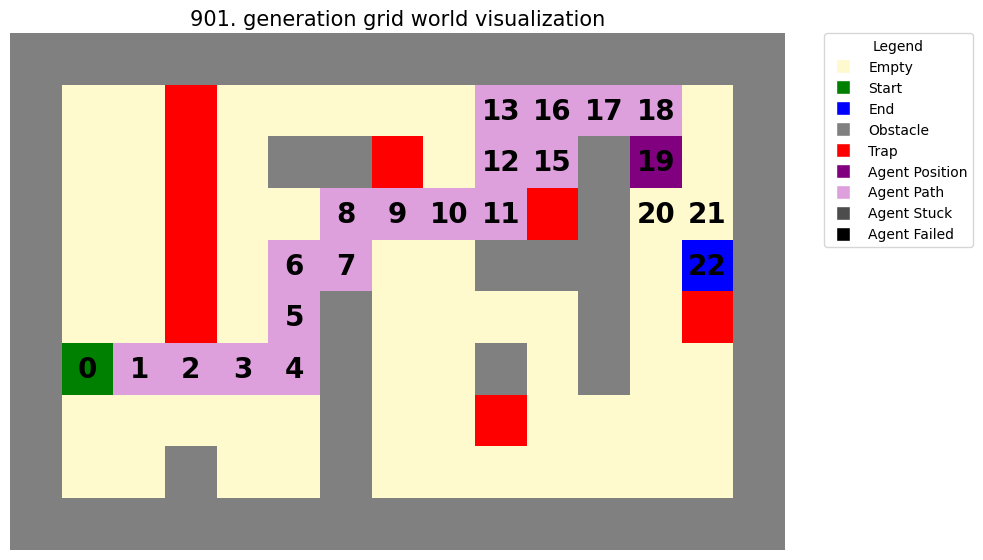 901. generation grid world visualization
13 16 17 18
12 15 19
8 9 10 11 20 21
6 7 22
5
0 1 2 3 4
Legend
Empty
Start
End
Obstacle
Trap
Agent Position
Agent Path
Agent Stuck
Agent Failed